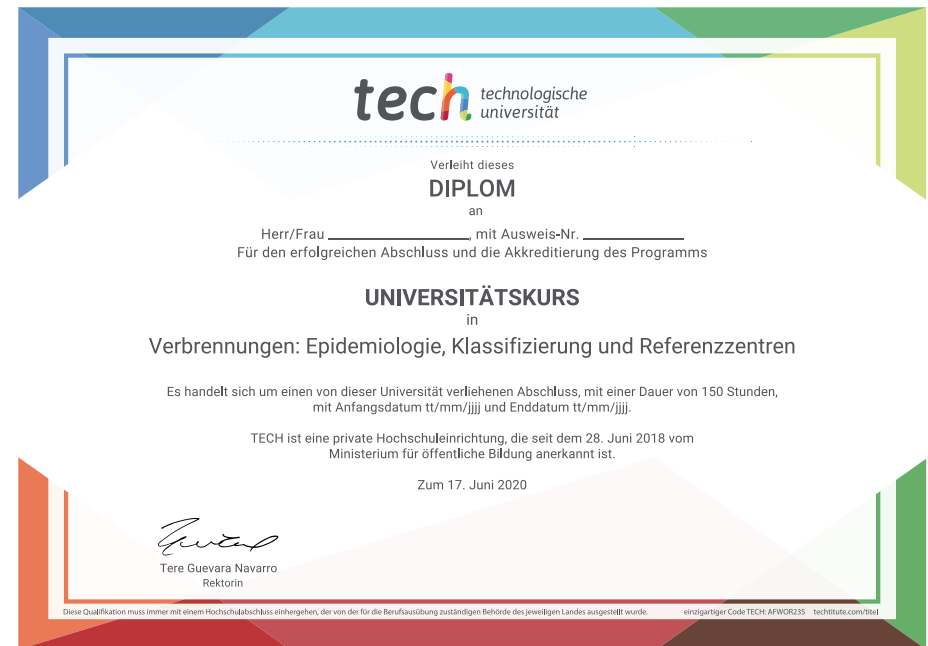 tech technologische
universität
Verleiht dieses
DIPLOM
an
Herr/Frau ____________, mit Ausweis-Nr. ____________
Für den erfolgreichen Abschluss und die Akkreditierung des Programms
UNIVERSITÄTSKURS
in
Verbrennungen: Epidemiologie, Klassifizierung und Referenzzentren
Es handelt sich um einen von dieser Universität verliehenen Abschluss, mit einer Dauer von 150 Stunden,
mit Anfangsdatum tt/mm/jjjj und Enddatum tt/mm/jjjj.
TECH ist eine private Hochschuleinrichtung, die seit dem 28. Juni 2018 vom
Ministerium für öffentliche Bildung anerkannt ist.
Zum 17. Juni 2020
Tere Guevara Navarro
Rektorin
Diese Qualifikation muss immer mit einem Hochschulabschluss einhergehen, der von der für die Berufsausübung zuständigen Behörde des jeweiligen Landes ausgestellt wurde. einzigartiger Code TECH: AFWOR23S techtitute.com/titel